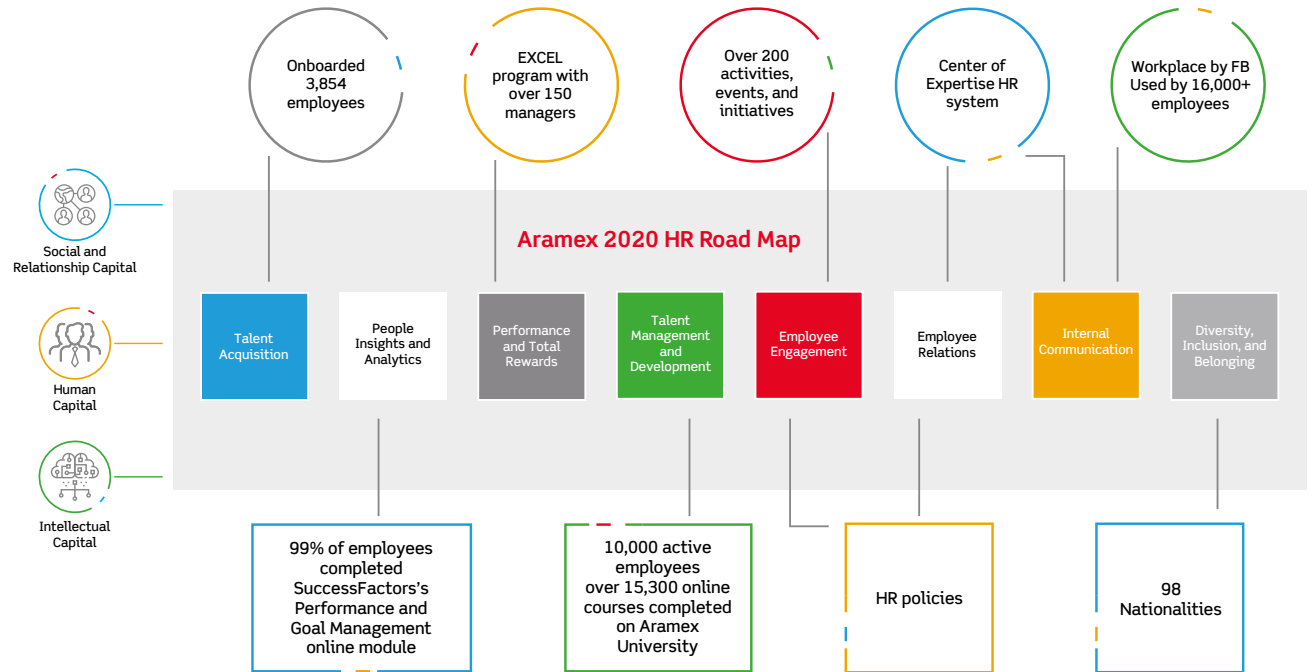 Onboarded
3,854
employees
EXCEL
program with
over 150
managers
Over 200
activities,
events, and
initiatives
Center of
Expertise HR
system
Workplace by FB
Used by 16,000+
employees
Social and
Relationship Capital
Human
Capital
Intellectual
Capital
Aramex 2020 HR Road Map
Talent
Acquisition
People
Insights and
Analytics
Performance
and Total
Rewards
Talent
Management
and
Development
Employee
Engagement
Employee
Relations
Internal
Communication
Diversity,
Inclusion, and
Belonging
99% of employees
completed
SuccessFactors's
Performance and
Goal Management
online module
10,000 active
employees
over 15,300 online
courses completed
on Aramex
University
HR policies
98
Nationalities